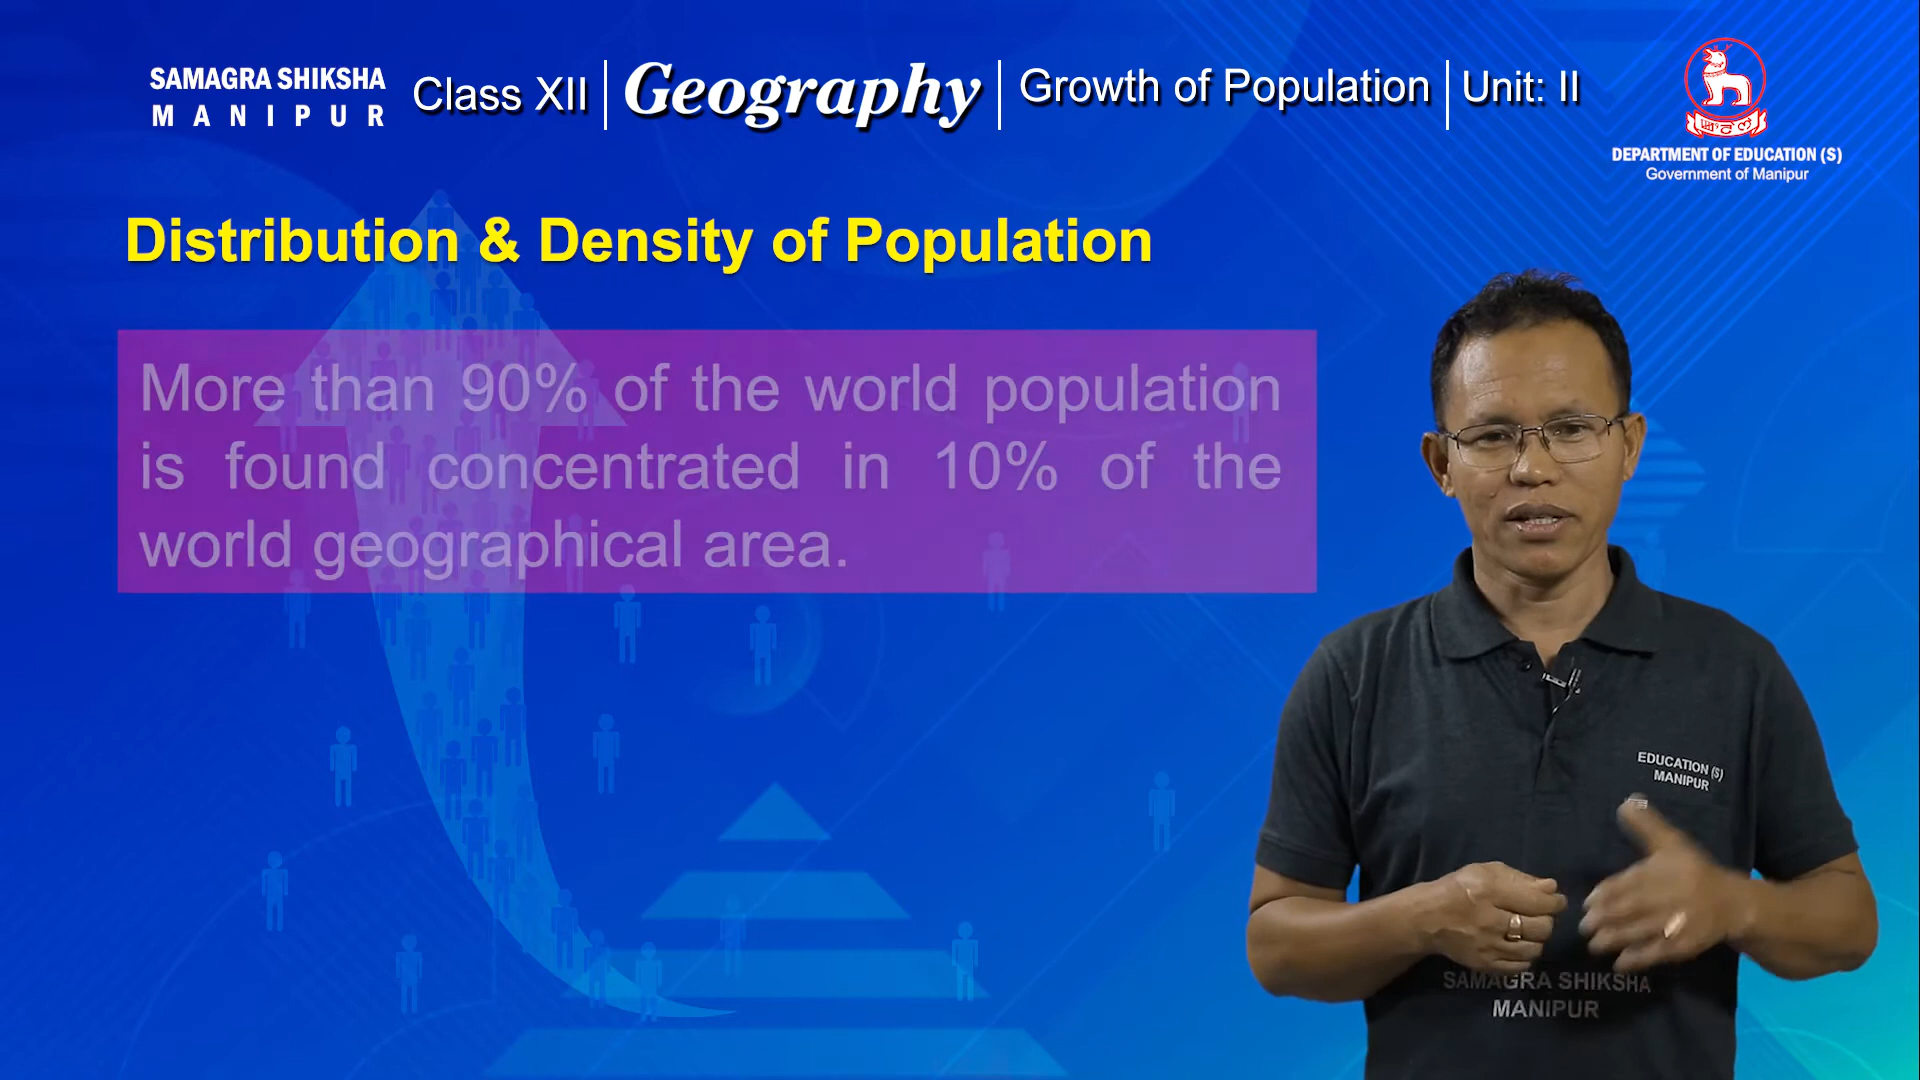 SAMAGRA SHIKSHA
MANIPUR
Class XII
Geography
Growth of Population
Unit: II
DEPARTMENT OF EDUCATION (S)
Government of Manipur
Distribution & Density of Population
More than 90% of the world population
is found concentrated in 10% of the
world geographical area.
EDUCATION (S)
MANIPUR
SAMAGRA SHIKSHA
MANIPUR